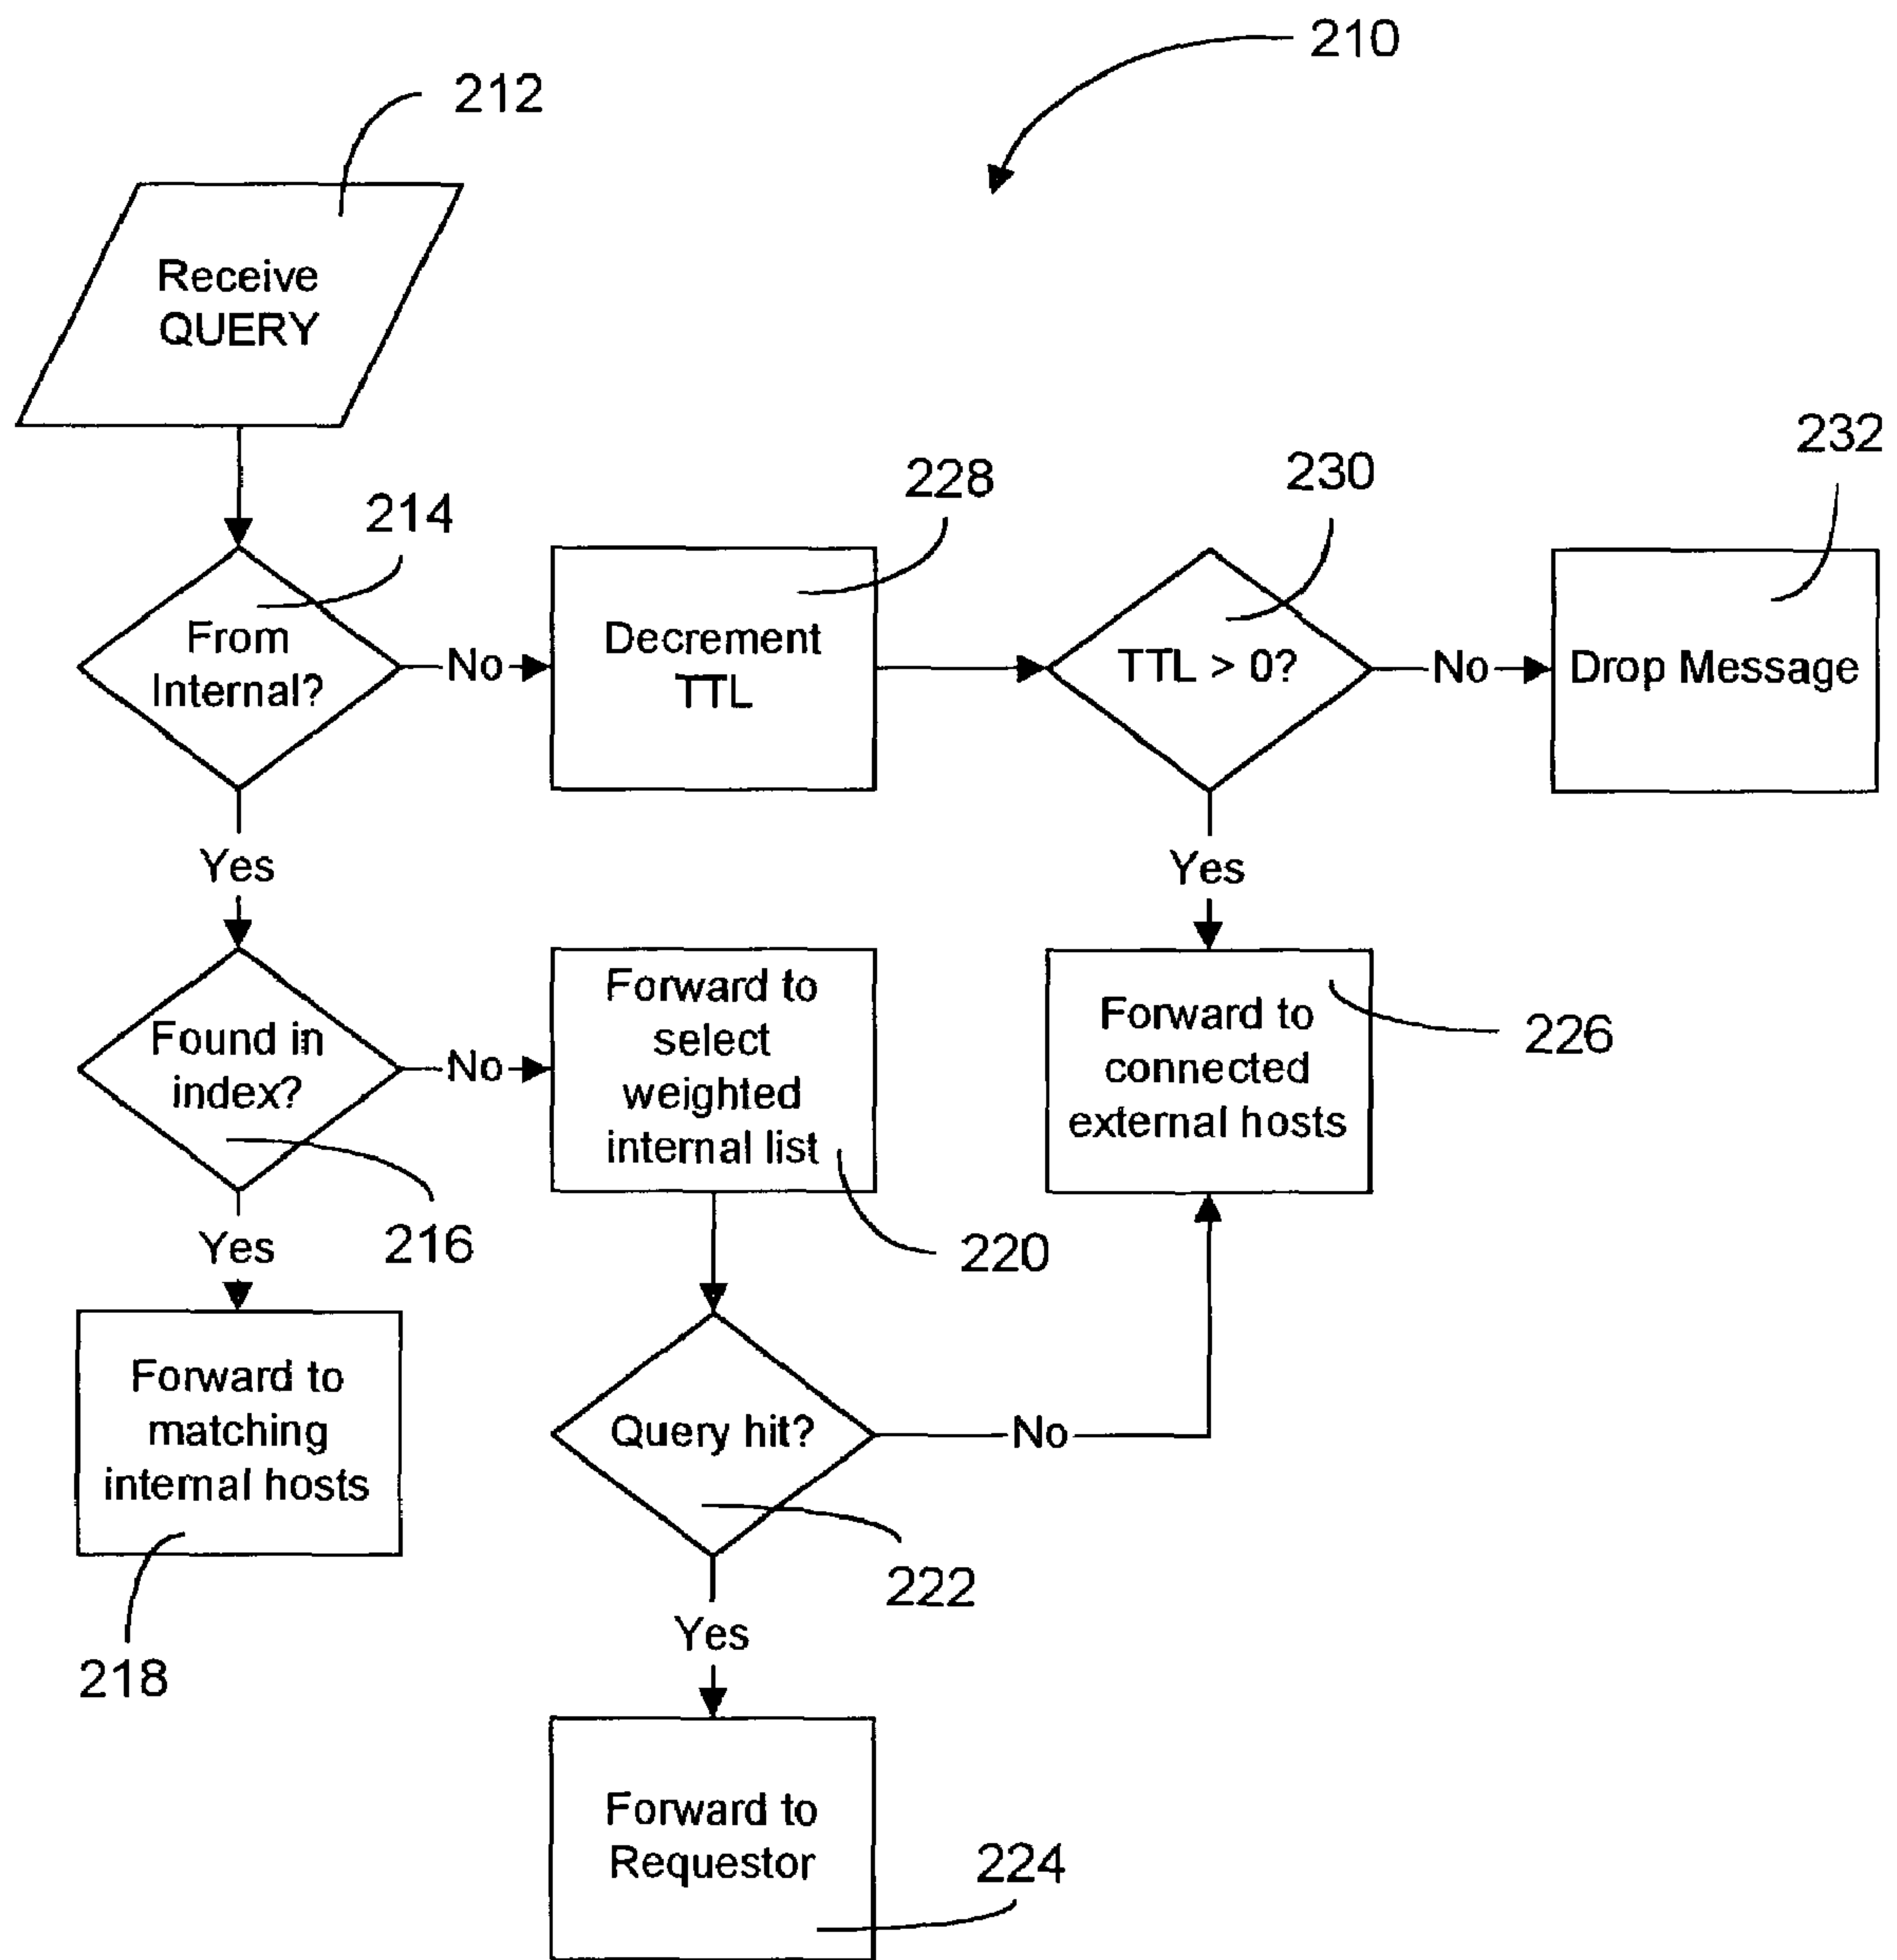 210
212
Receive
QUERY
214
From
Internal?
No
228
Decrement
TTL
230
TTL > 0?
No
232
Drop Message
Yes
Yes
Found in
index?
216
No
Forward to
select
weighted
internal list
220
Forward to
connected
external hosts
226
Yes
Forward to
matching
internal hosts
218
Query hit?
No
222
Yes
Forward to
Requestor
224